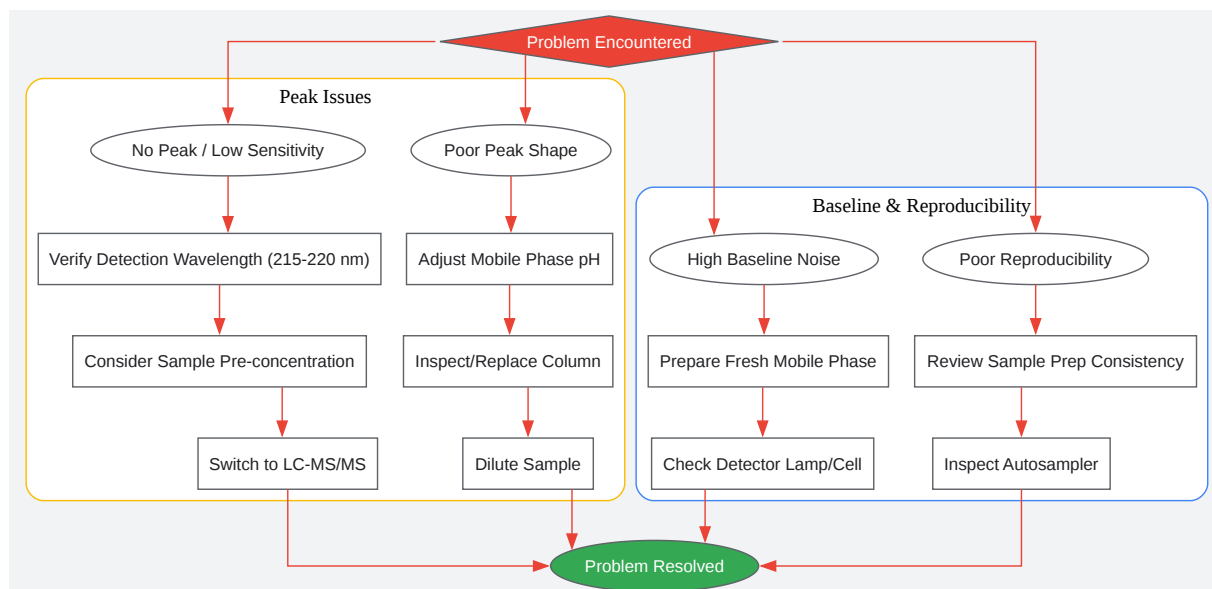 Problem Encountered
Peak Issues
No Peak / Low Sensitivity
Poor Peak Shape
Baseline & Reproducibility
Verify Detection Wavelength (215-220 nm)
Adjust Mobile Phase pH
High Baseline Noise
Poor Reproducibility
Consider Sample Pre-concentration
Inspect/Replace Column
Prepare Fresh Mobile Phase
Review Sample Prep Consistency
Switch to LC-MS/MS
Dilute Sample
Check Detector Lamp/Cell
Inspect Autosampler
Problem Resolved